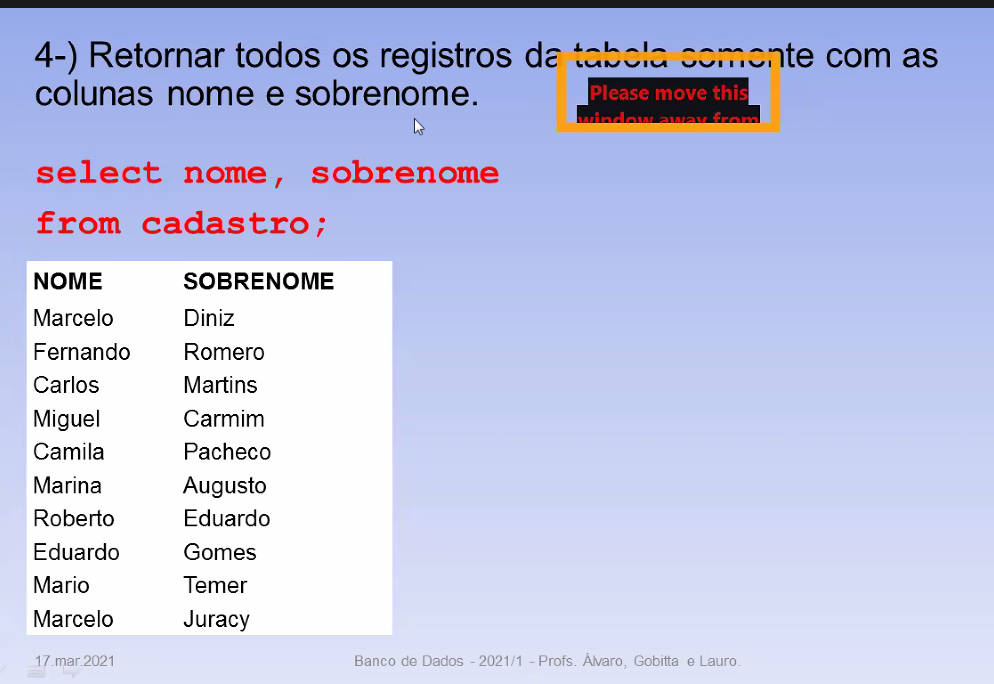 4-) Retornar todos os registros da tabela somente com as
colunas nome e sobrenome.
Please move this
window away from
select nome, sobrenome
from cadastro;
NOME SOBRENOME
Marcelo Diniz
Fernando Romero
Carlos Martins
Miguel Carmim
Camila Pacheco
Marina Augusto
Roberto Eduardo
Eduardo Gomes
Mario Temer
Marcelo Juracy
17.mar.2021 Banco de Dados - 2021/1 - Profs. Álvaro, Gobitta e Lauro.